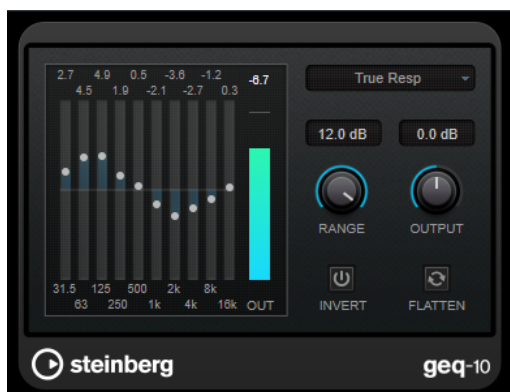 2.7 4.9 0.5 -3.6 -1.2
4.5 1.9 -2.1 -2.7 0.3
-6.7
True Resp
12.0 dB 0.0 dB
RANGE OUTPUT
31.5 125 500 2k 8k
63 250 1k 4k 16k OUT
INVERT FLATTEN
steinberg geq-10